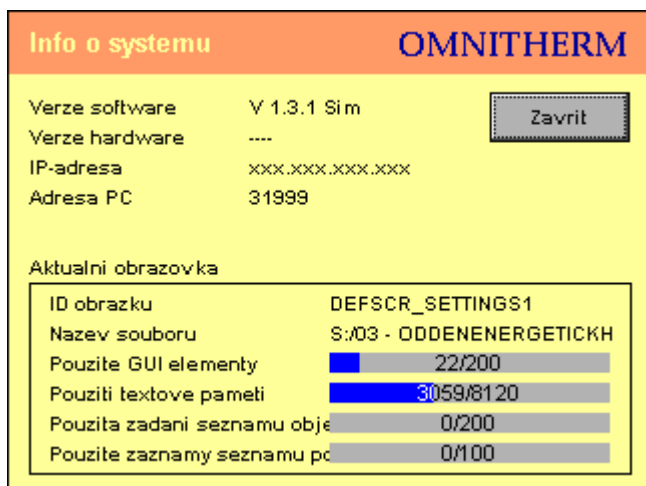 Info o systemu OMNITHERM
Verze software V 1.3.1 Sim
Zavrit
Verze hardware ----
IP-adresa xxx.xxx.xxx.xxx
Adresa PC 31999
Aktualni obrazovka
ID obrazku DEFSCR_SETTINGS1
Nazev souboru S:/03 - ODDENENERGETICKH
Pouzite GUI elementy 22/200
Pouziti textove pameti 3059/8120
Pouzita zadani seznamu obje 0/200
Pouzite zaznamy seznamu po 0/100